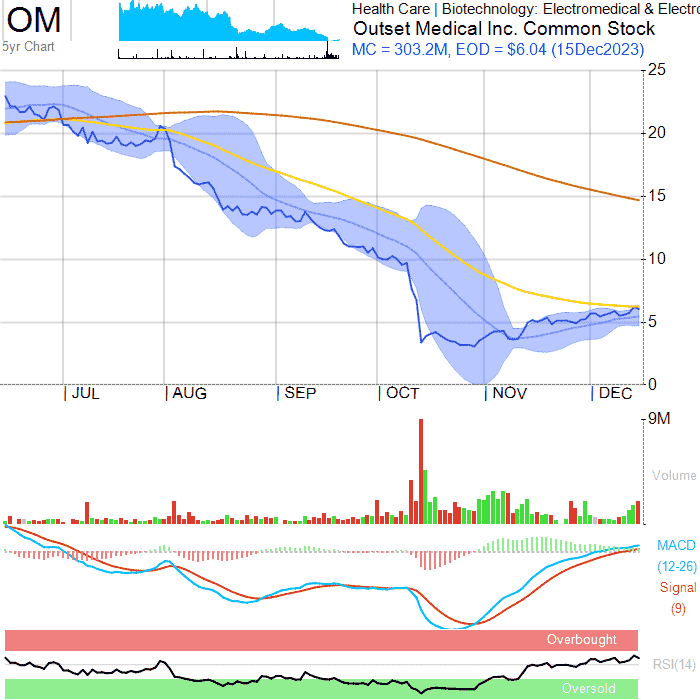 OM
5yr Chart
Health Care | Biotechnology: Electromedical & Electro
Outset Medical Inc. Common Stock
MC = 303.2M, EOD = $6.04 (15Dec2023)
25
20
15
10
5
0
JUL AUG SEP OCT NOV DEC
9M
Volume
MACD
(12-26)
Signal
(9)
Overbought
RSI(14)
Oversold